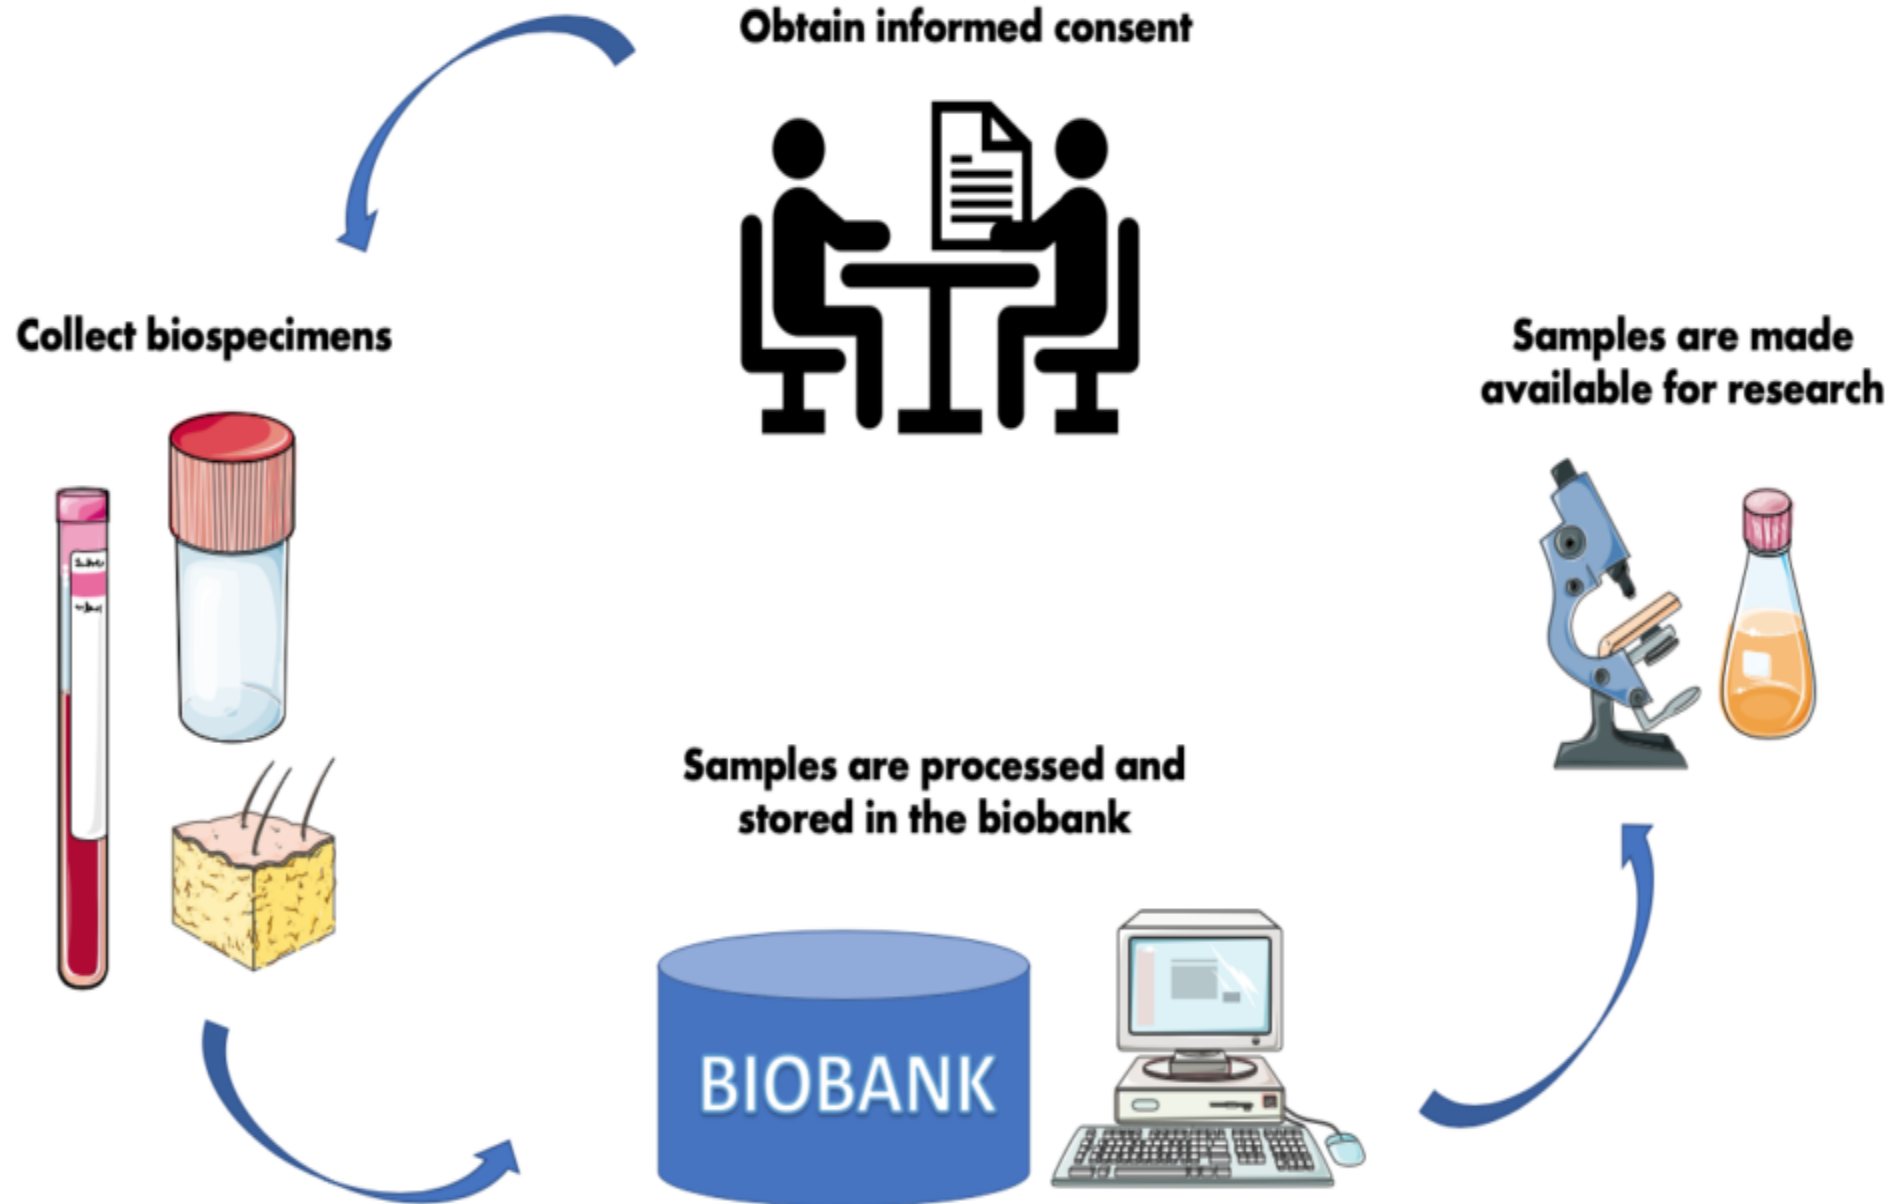 Obtain informed consent
Collect biospecimens
Samples are processed and
stored in the biobank
BIOBANK
Samples are made
available for research